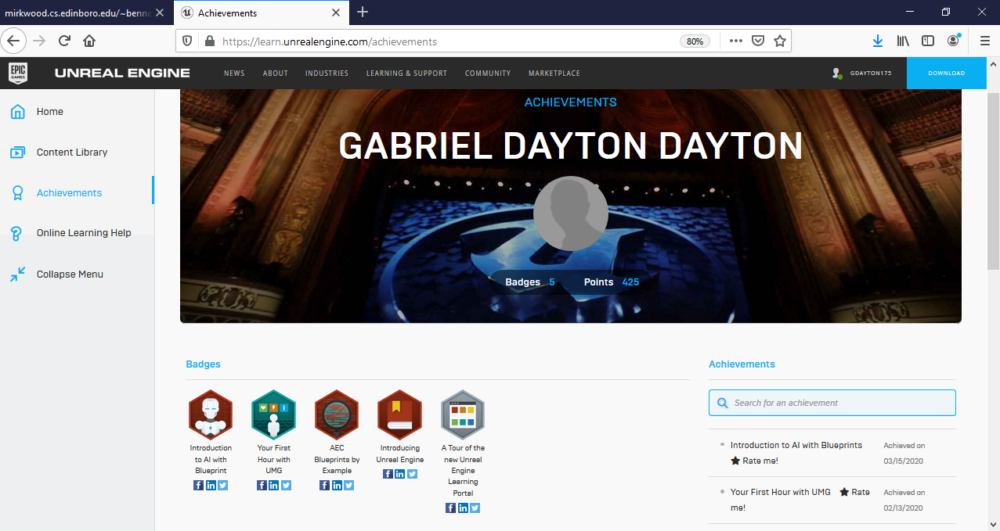 mirkwood.cs.edinboro.edu/~benne
Achievements
https://learn.unrealengine.com/achievements
80%
EPIC GAMES
UNREAL ENGINE
NEWS
ABOUT
INDUSTRIES
LEARNING & SUPPORT
COMMUNITY
MARKETPLACE
GDAYTON175
DOWNLOAD
Home
Content Library
Achievements
Online Learning Help
Collapse Menu
ACHIEVEMENTS
GABRIEL DAYTON DAYTON
Badges 5 Points 425
Badges
Introduction
to AI with
Blueprint
Your First
Hour with
UMG
AEC
Blueprints by
Example
Introducing
Unreal Engine
A Tour of the
new Unreal
Engine
Learning
Portal
Achievements
Search for an achievement
Introduction to AI with Blueprints
Rate me!
Achieved on
03/15/2020
Your First Hour with UMG Rate
me!
Achieved on
02/13/2020